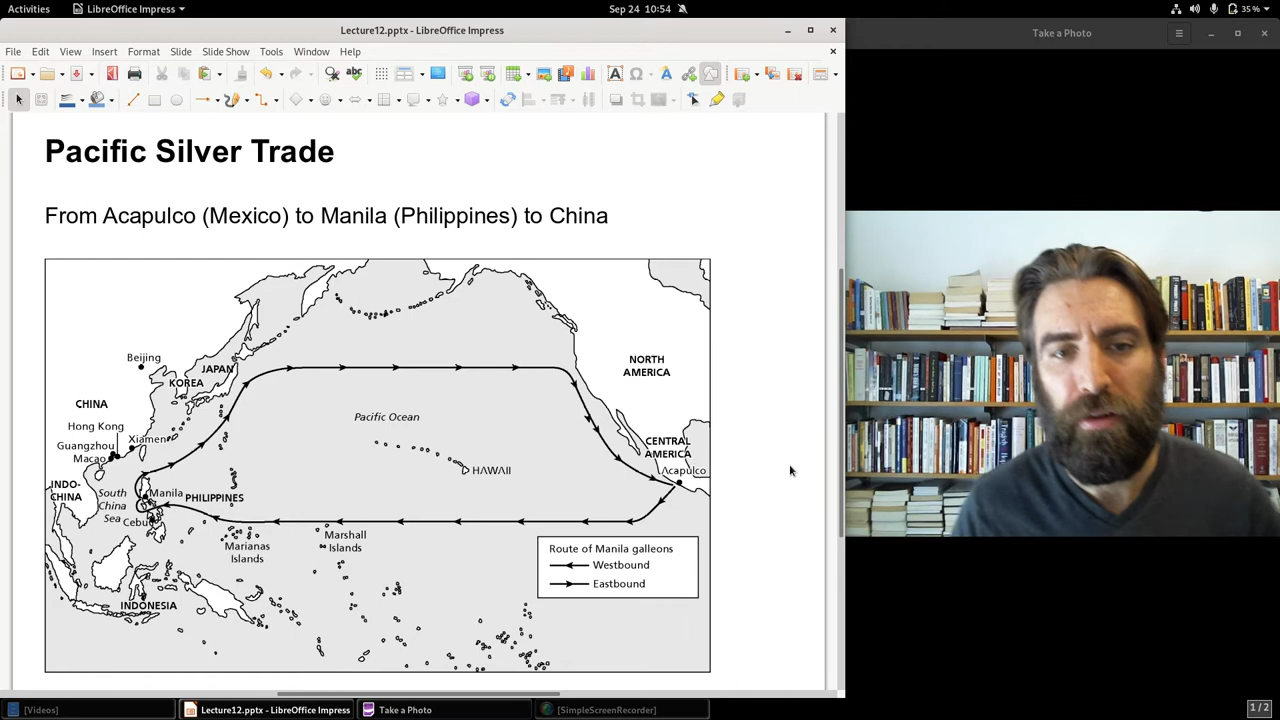 Activities
LibreOffice Impress
Sep 24 10:54
35%
Lecture12.pptx - LibreOffice Impress
Take a Photo
File Edit View Insert Format Slide Slide Show Tools Window Help
Pacific Silver Trade
From Acapulco (Mexico) to Manila (Philippines) to China
Beijing
JAPAN
KOREA
CHINA
Hong Kong
Xiamen
Guangzhou
Macao
INDO-
CHINA
South
China
Sea
Manila
PHILIPPINES
Cebu
Marianas
Islands
Marshall
Islands
INDONESIA
Pacific Ocean
HAWAII
NORTH
AMERICA
CENTRAL
AMERICA
Acapulco
Route of Manila galleons
Westbound
Eastbound
[Videos]
Lecture12.pptx - LibreOffice Impress
Take a Photo
[SimpleScreenRecorder]
1/2